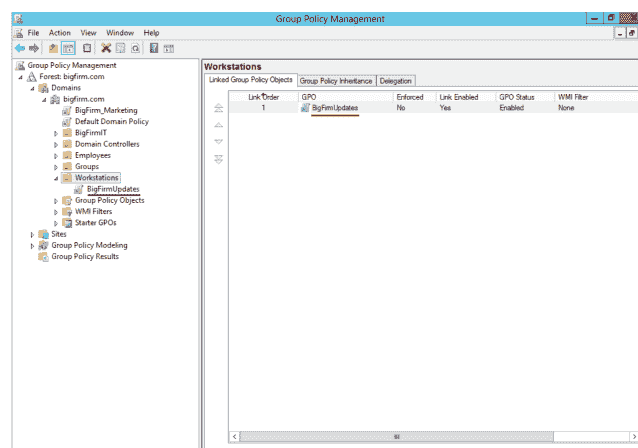 Group Policy Management
File Action View Window Help
Group Policy Management
Forest: bigfirm.com
Domains
bigfirm.com
BigFirm_Marketing
Default Domain Policy
BigFirmIT
Domain Controllers
Employees
Groups
Workstations
BigFirmUpdates
Group Policy Objects
WMI Filters
Starter GPOs
Sites
Group Policy Modeling
Group Policy Results
Workstations
Linked Group Policy Objects Group Policy Inheritance Delegation
Link Order GPO Enforced Link Enabled GPO Status WMI Filter
1 BigFirmUpdates No Yes Enabled None